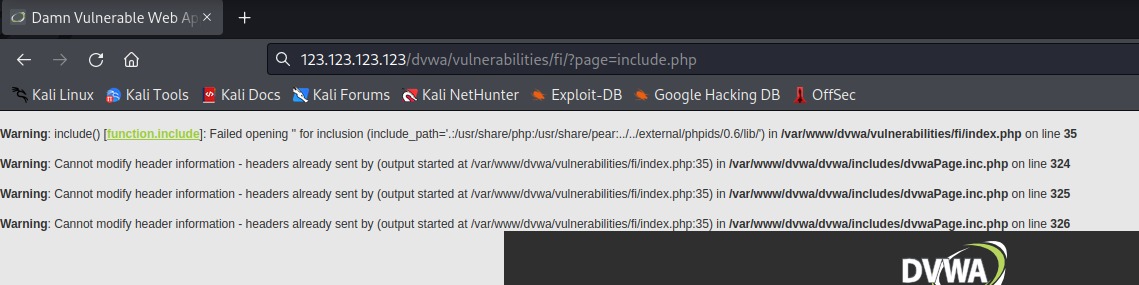 Damn Vulnerable Web Ap
123.123.123.123/dvwa/vulnerabilities/fi/?page=include.php
Kali Linux Kali Tools Kali Docs Kali Forums Kali NetHunter Exploit-DB Google Hacking DB OffSec
Warning: include() [function.include]: Failed opening '' for inclusion (include_path='.:/usr/share/php:/usr/share/pear:../../external/phpids/0.6/lib/') in /var/www/dvwa/vulnerabilities/fi/index.php on line 35
Warning: Cannot modify header information - headers already sent by (output started at /var/www/dvwa/vulnerabilities/fi/index.php:35) in /var/www/dvwa/dvwa/includes/dvwaPage.inc.php on line 324
Warning: Cannot modify header information - headers already sent by (output started at /var/www/dvwa/vulnerabilities/fi/index.php:35) in /var/www/dvwa/dvwa/includes/dvwaPage.inc.php on line 325
Warning: Cannot modify header information - headers already sent by (output started at /var/www/dvwa/vulnerabilities/fi/index.php:35) in /var/www/dvwa/dvwa/includes/dvwaPage.inc.php on line 326
DVWA